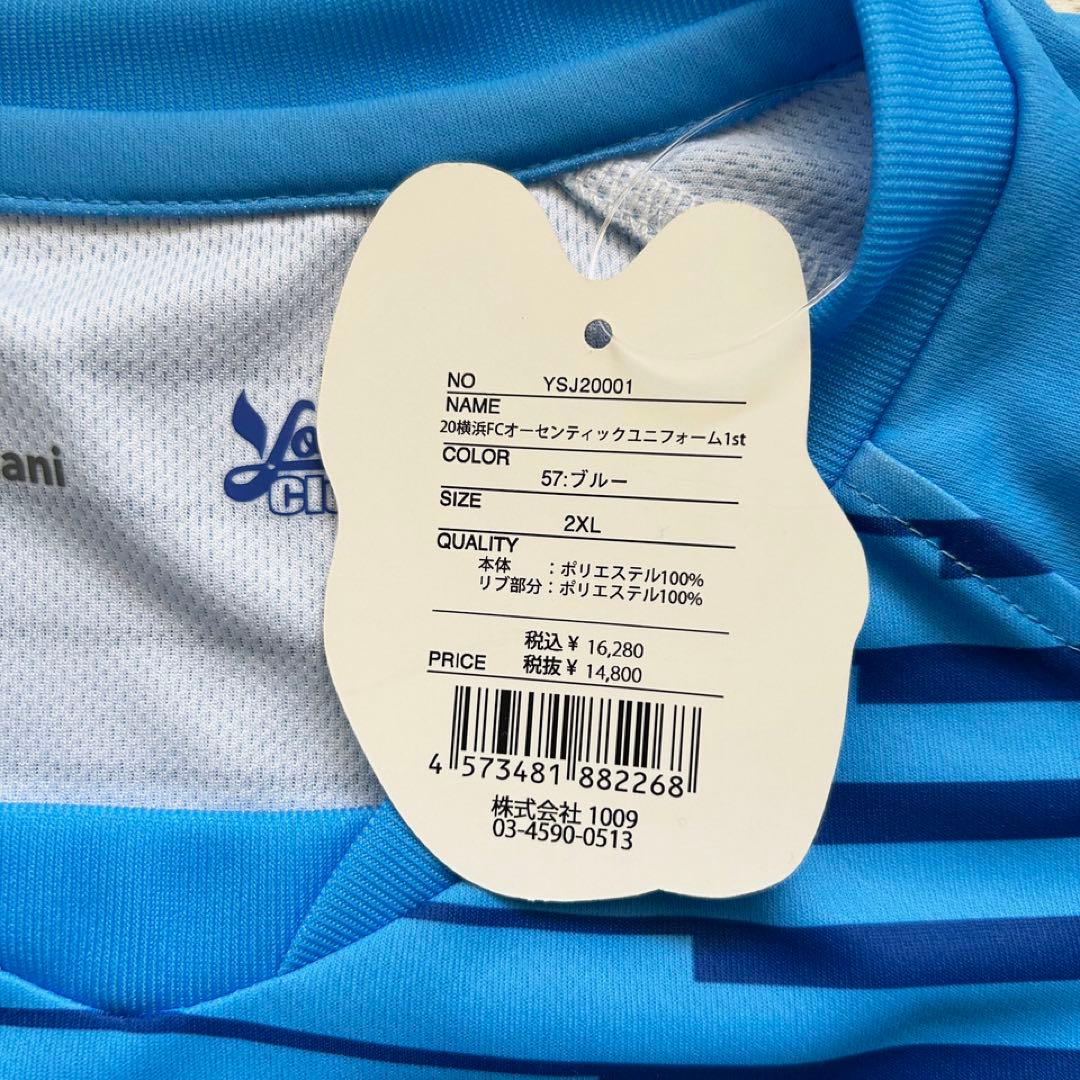 NO YSJ20001
NAME
20横浜FCオーセンティックユニフォーム1st
COLOR
57:ブルー
SIZE
2XL
QUALITY
本体 : ポリエステル100%
リブ部分 : ポリエステル100%
税込¥ 16,280
PRICE 税抜¥ 14,800
4 573481 882268
株式会社 1009
03-4590-0513
ani